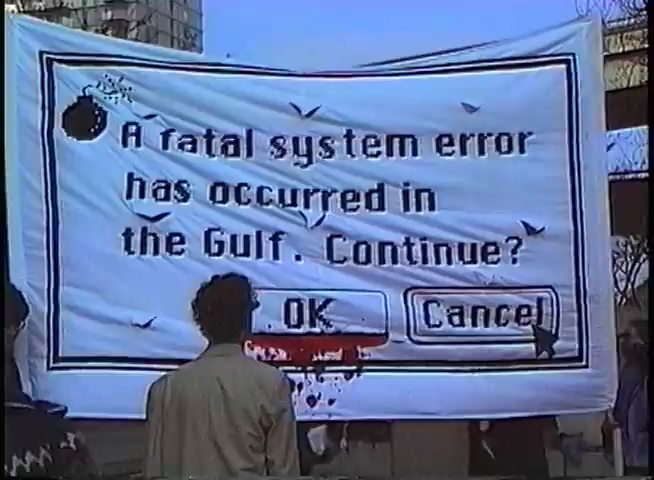 A fatal system error
has occurred in
the Gulf. Continue?
OK Cancel